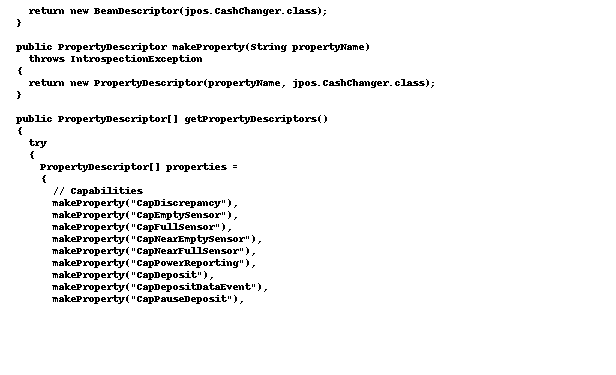 return new BeanDescriptor(jpos.CashChanger.class);
}
public PropertyDescriptor makeProperty(String propertyName)
throws IntrospectionException
{
return new PropertyDescriptor(propertyName, jpos.CashChanger.class);
}
public PropertyDescriptor[] getPropertyDescriptors()
{
try
{
PropertyDescriptor[] properties =
{
// Capabilities
makeProperty("CapDiscrepancy"),
makeProperty("CapEmptySensor"),
makeProperty("CapFullSensor"),
makeProperty("CapNearEmptySensor"),
makeProperty("CapNearFullSensor"),
makeProperty("CapPowerReporting"),
makeProperty("CapDeposit"),
makeProperty("CapDepositDataEvent"),
makeProperty("CapPauseDeposit"),